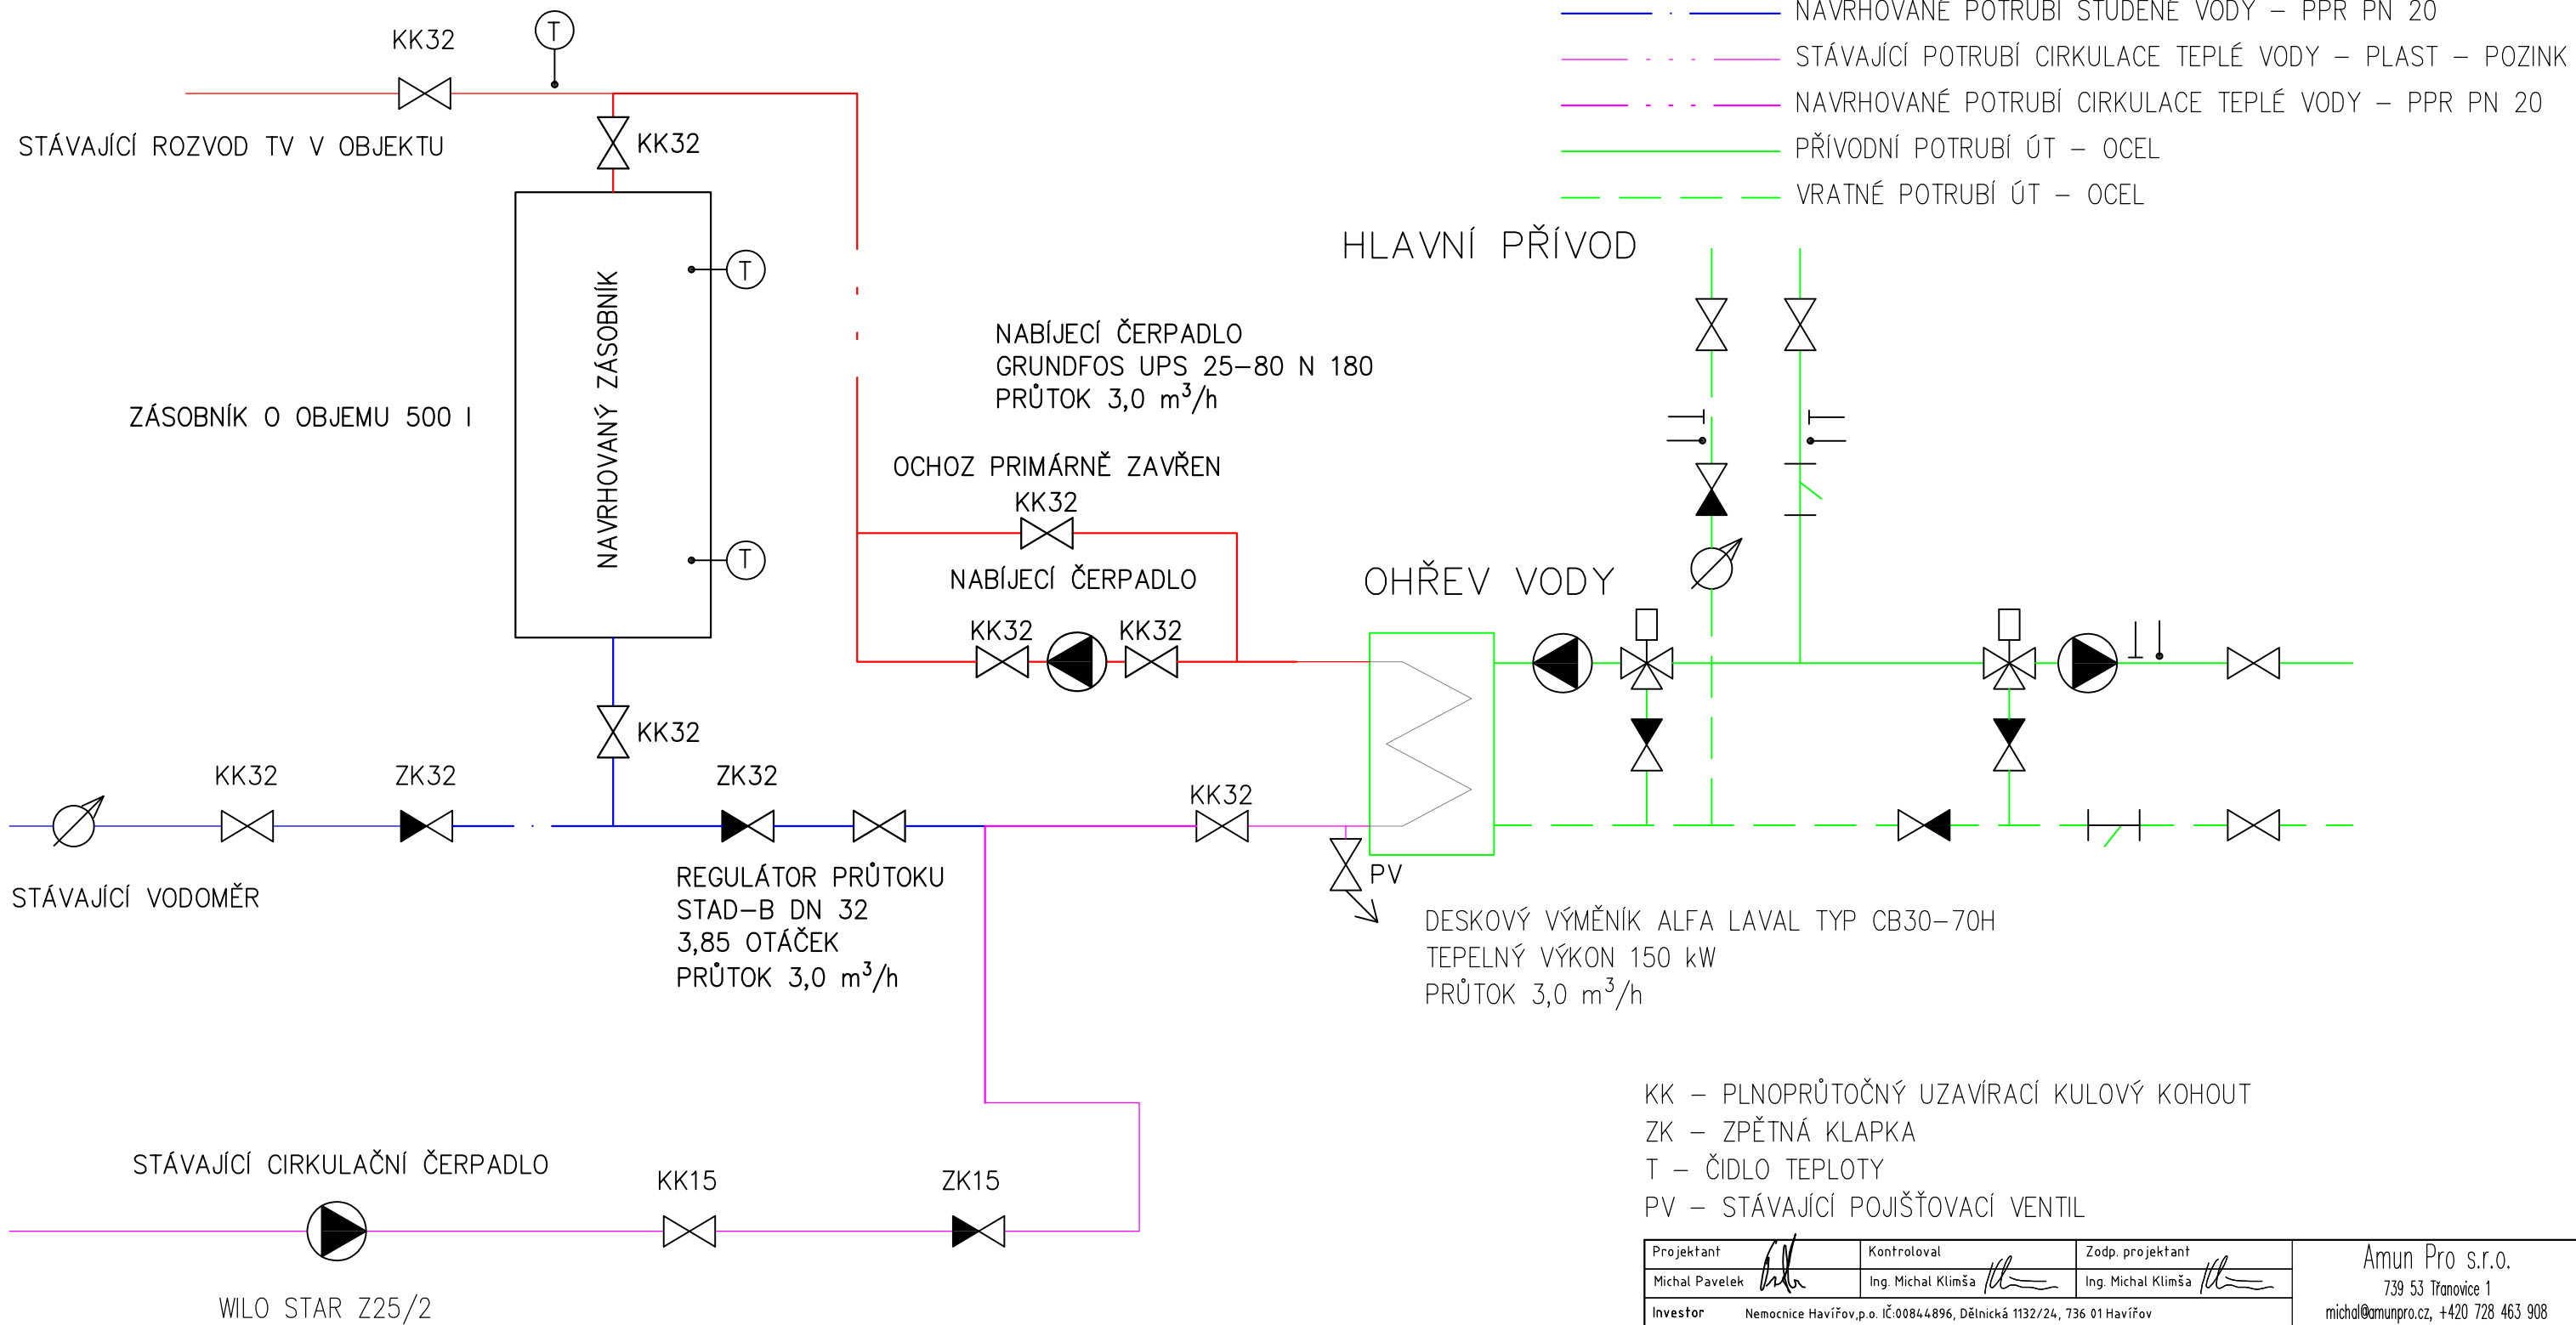 NAVRHOVANÉ POTRUBÍ STUDENÉ VODY – PPR PN 20
STÁVAJÍCÍ POTRUBÍ CIRKULACE TEPLÉ VODY – PLAST – POZINK
NAVRHOVANÉ POTRUBÍ CIRKULACE TEPLÉ VODY – PPR PN 20
PŘÍVODNÍ POTRUBÍ ÚT – OCEL
VRATNÉ POTRUBÍ ÚT – OCEL
T
KK32
KK32
STÁVAJÍCÍ ROZVOD TV V OBJEKTU
HLAVNÍ PŘÍVOD
T
NAVRHOVANÝ ZÁSOBNÍK
ZÁSOBNÍK O OBJEMU 500 l
T
NABÍJECÍ ČERPADLO
GRUNDFOS UPS 25–80 N 180
PRŮTOK 3,0 m³/h
OCHOZ PRIMÁRNĚ ZAVŘEN
KK32
NABÍJECÍ ČERPADLO
KK32
KK32
OHŘEV VODY
KK32
KK32
ZK32
ZK32
KK32
STÁVAJÍCÍ VODOMĚR
REGULÁTOR PRŮTOKU
STAD–B DN 32
3,85 OTÁČEK
PRŮTOK 3,0 m³/h
PV
DESKOVÝ VÝMĚNÍK ALFA LAVAL TYP CB30–70H
TEPELNÝ VÝKON 150 kW
PRŮTOK 3,0 m³/h
STÁVAJÍCÍ CIRKULAČNÍ ČERPADLO
KK15
ZK15
WILO STAR Z25/2
KK – PLNOPRŮTOČNÝ UZAVÍRACÍ KULOVÝ KOHOUT
ZK – ZPĚTNÁ KLAPKA
T – ČIDLO TEPLOTY
PV – STÁVAJÍCÍ POJIŠŤOVACÍ VENTIL
Projektant
Kontroloval
Zodp. projektant
Michal Pavelek
Ing. Michal Klimša
Ing. Michal Klimša
Investor Nemocnice Havířov,p.o. IČ:00844896, Dělnická 1132/24, 736 01 Havířov
Amun Pro s.r.o.
739 53 Třanovice 1
michal@amunpro.cz, +420 728 463 908